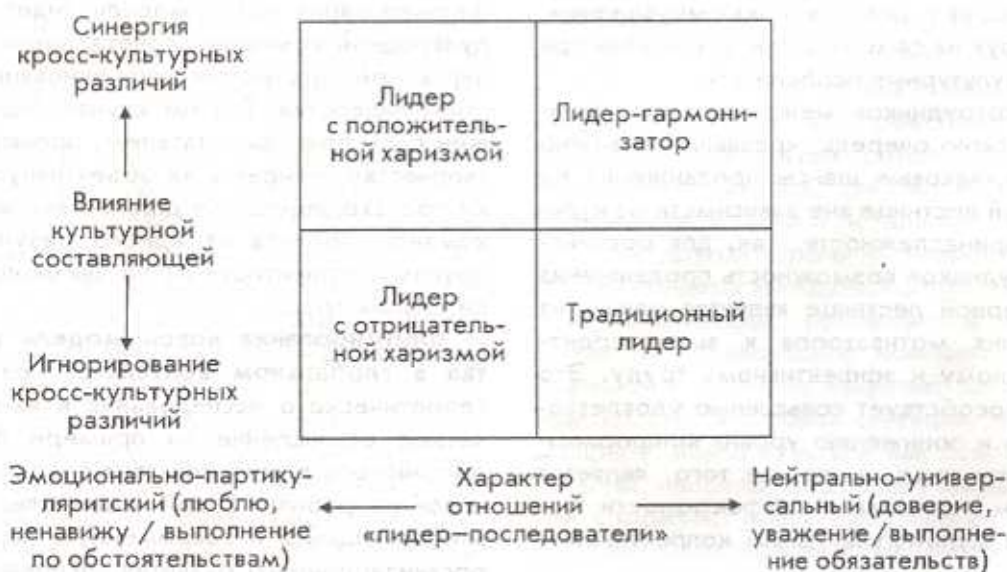 Синергия
кросс-культурных
различий
Влияние
культурной
составляющей
Игнорирование
кросс-культурных
различий
Лидер
с положитель-
ной харизмой
Лидер-гармони-
затор
Лидер
с отрицатель-
ной харизмой
Традиционный
лидер
Эмоционально-партику-
ляритский (люблю,
ненавижу / выполнение
по обстоятельствам)
Характер
отношений
«лидер–последователи»
Нейтрально-универ-
сальный (доверие,
уважение / выполне-
ние обязательств)